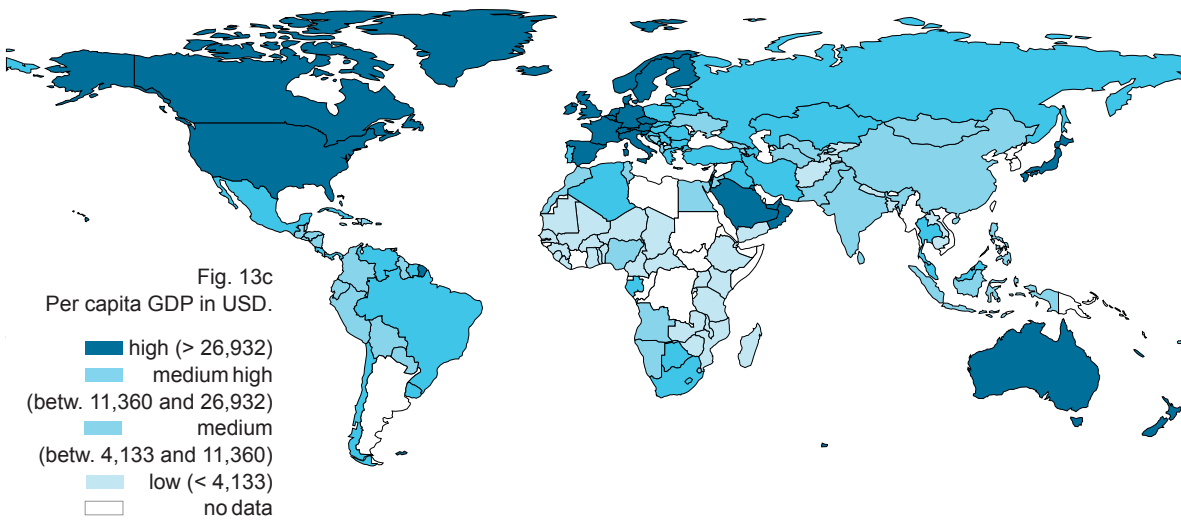 Fig. 13c
Per capita GDP in USD.
high (> 26,932)
medium high
(betw. 11,360 and 26,932)
medium
(betw. 4,133 and 11,360)
low (< 4,133)
no data